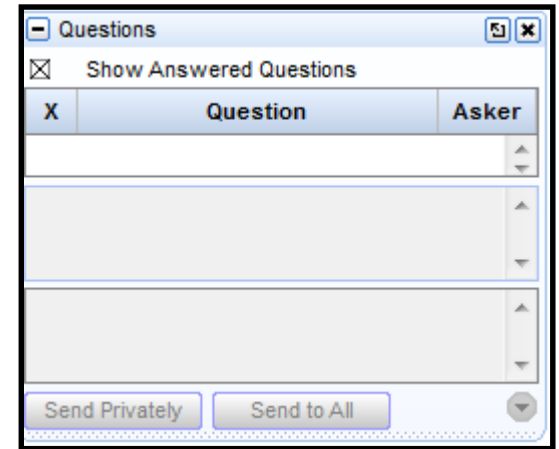 Questions
Show Answered Questions
X Question Asker
Send Privately Send to All